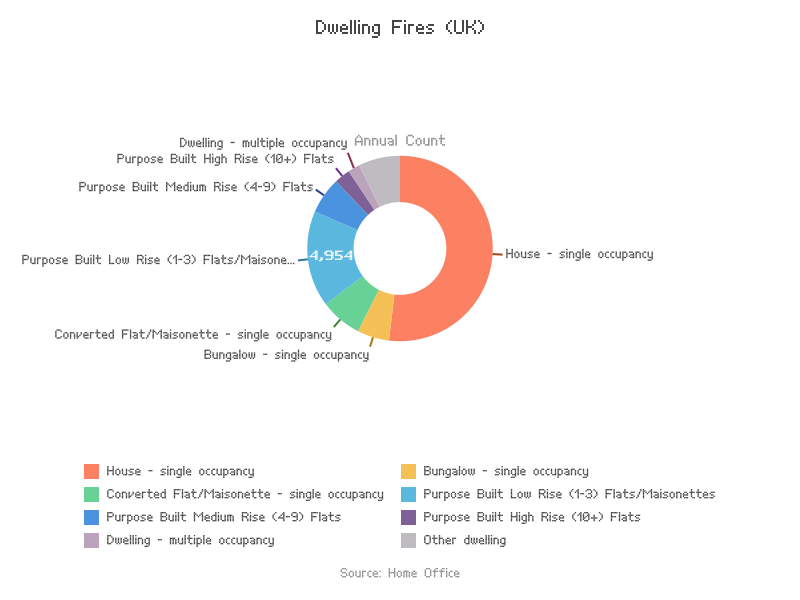 Dwelling Fires (UK)
Annual Count
Dwelling - multiple occupancy
Purpose Built High Rise (10+) Flats
Purpose Built Medium Rise (4-9) Flats
House - single occupancy
4,954
Purpose Built Low Rise (1-3) Flats/Maisone...
Converted Flat/Maisonette - single occupancy
Bungalow - single occupancy
House - single occupancy
Bungalow - single occupancy
Converted Flat/Maisonette - single occupancy
Purpose Built Low Rise (1-3) Flats/Maisonettes
Purpose Built Medium Rise (4-9) Flats
Purpose Built High Rise (10+) Flats
Dwelling - multiple occupancy
Other dwelling
Source: Home Office